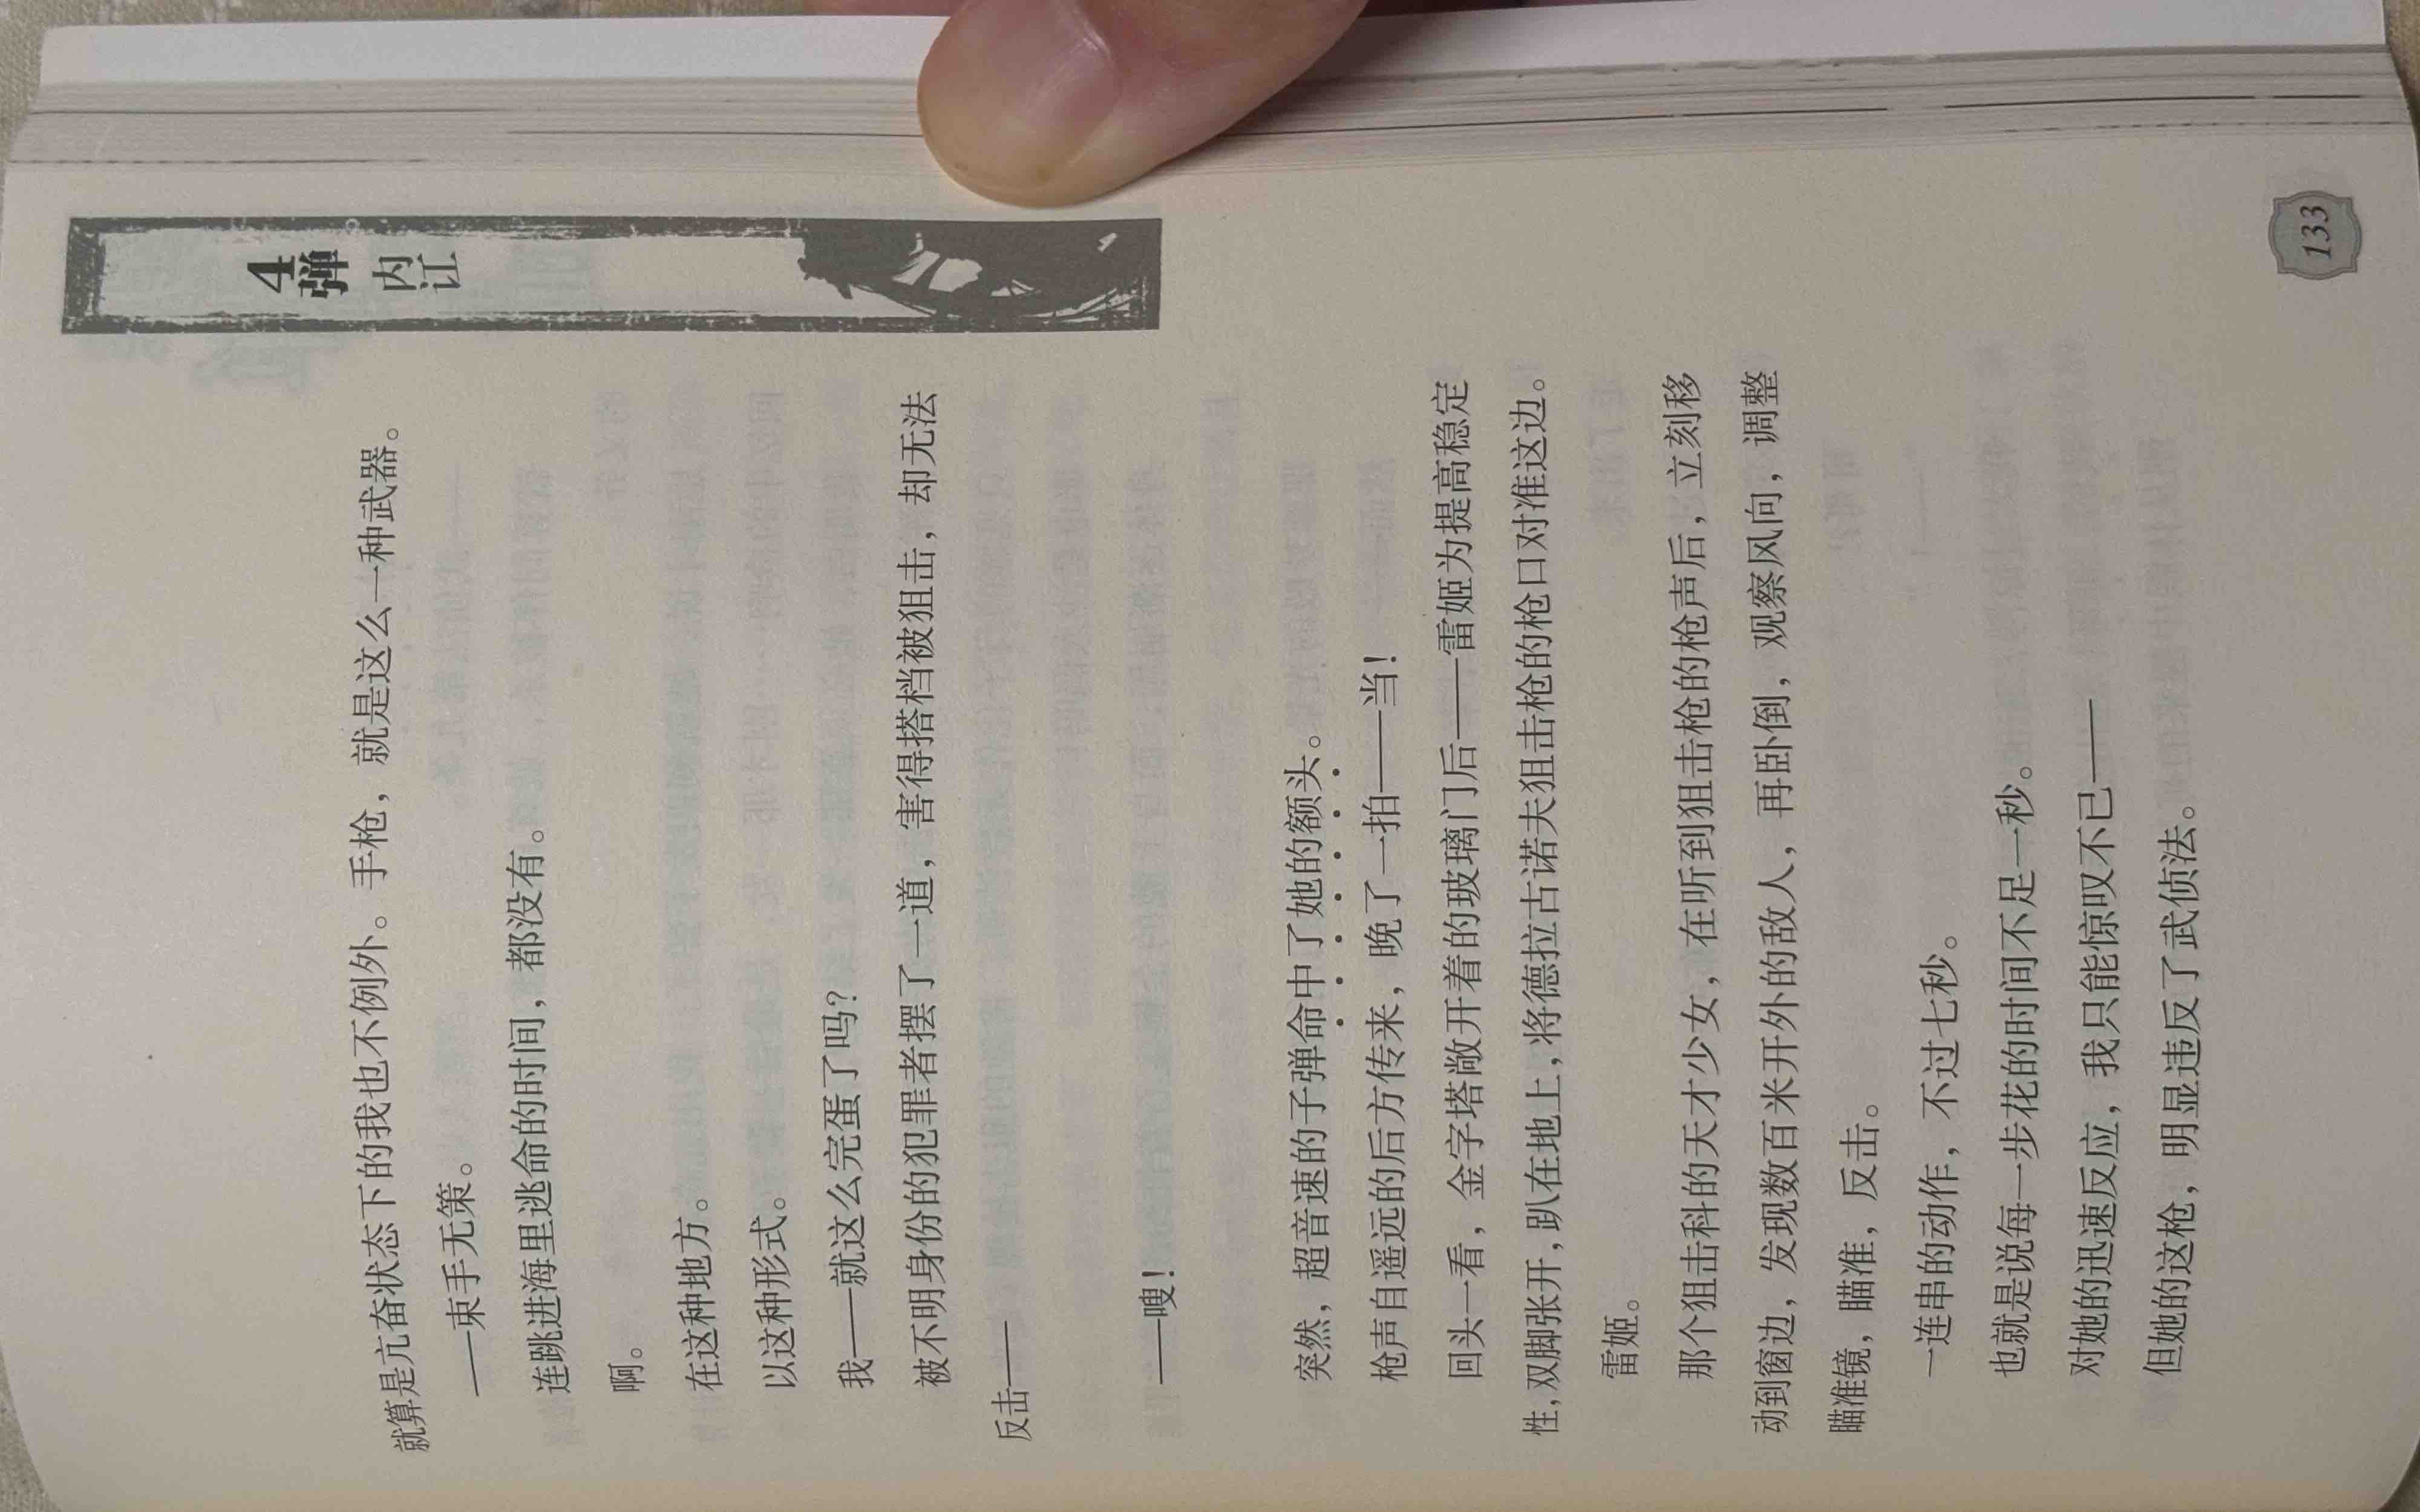 4弹 内讧
就算是亢奋状态下的我也不例外。手枪，就是这么一种武器。
——束手无策。
连跳进海里逃命的时间，都没有。
啊。
在这种地方。
以这种形式。
我——就这么完蛋了吗？
被不明身份的犯罪者摆了一道，害得搭档被狙击，却无法
反击——
——嗖！
突然，超音速的子弹命中了她的额头。
枪声自遥远的后方传来，晚了一拍——当！
回头一看，金字塔敞开着的玻璃门后——雷姬为提高稳定
性，双脚张开，趴在地上，将德拉古诺夫狙击枪的枪口对准这边。
雷姬。
那个狙击科的天才少女，在听到狙击枪的枪声后，立刻移
动到窗边，发现数百米开外的敌人，再卧倒，观察风向，调整
瞄准镜，瞄准，反击。
一连串的动作，不过七秒。
也就是说每一步花的时间不足一秒。
对她的迅速反应，我只能惊叹不已——
但她的这枪，明显违反了武侦法。
133